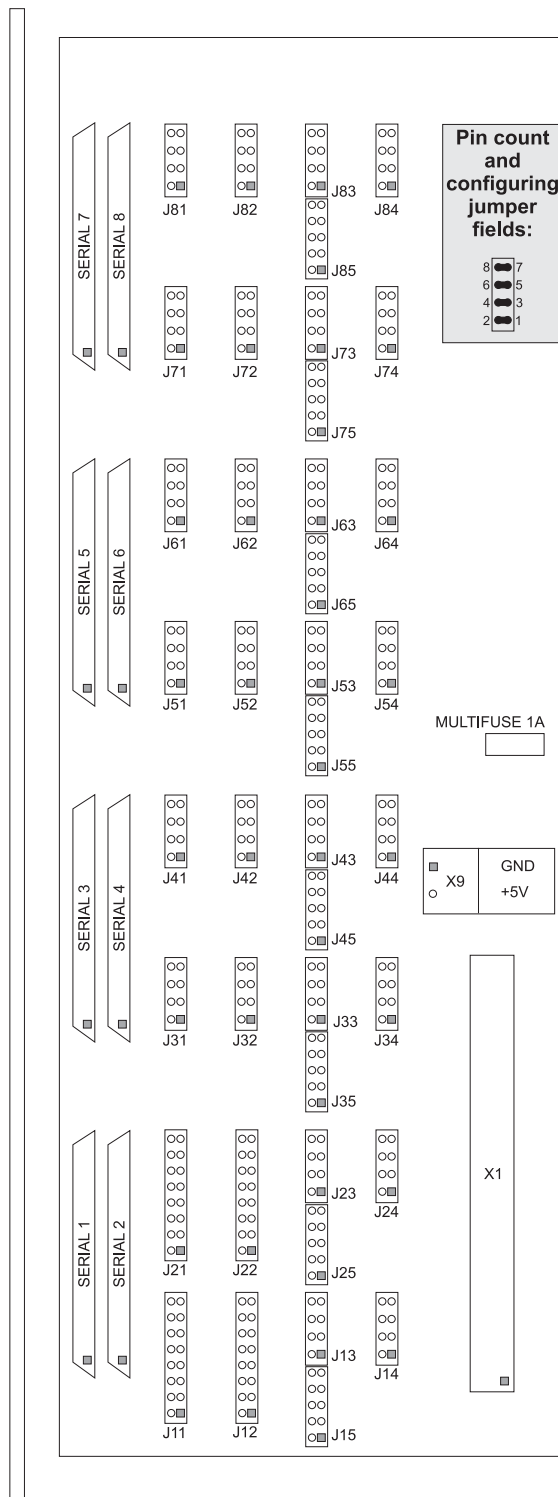 Pin count
and
configuring
jumper
fields:
8 7
6 5
4 3
2 1
SERIAL 7
SERIAL 8
J81
J82
J83
J84
J85
J71
J72
J73
J74
J75
SERIAL 5
SERIAL 6
J61
J62
J63
J64
J65
J51
J52
J53
J54
J55
MULTIFUSE 1A
SERIAL 3
SERIAL 4
J41
J42
J43
J44
J45
X9
GND
+5V
J31
J32
J33
J34
J35
SERIAL 1
SERIAL 2
J21
J22
J23
J24
J25
X1
J11
J12
J13
J14
J15